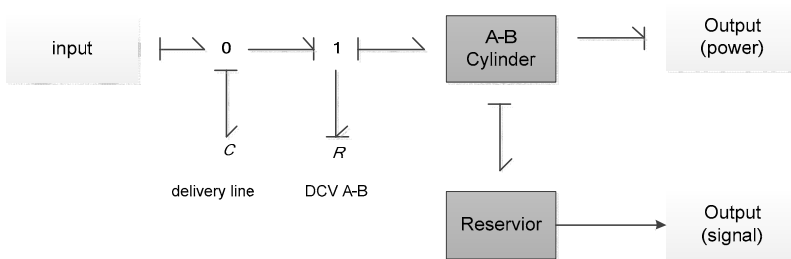 input
0
1
A-B
Cylinder
Output
(power)
C
R
delivery line
DCV A-B
Reservior
Output
(signal)